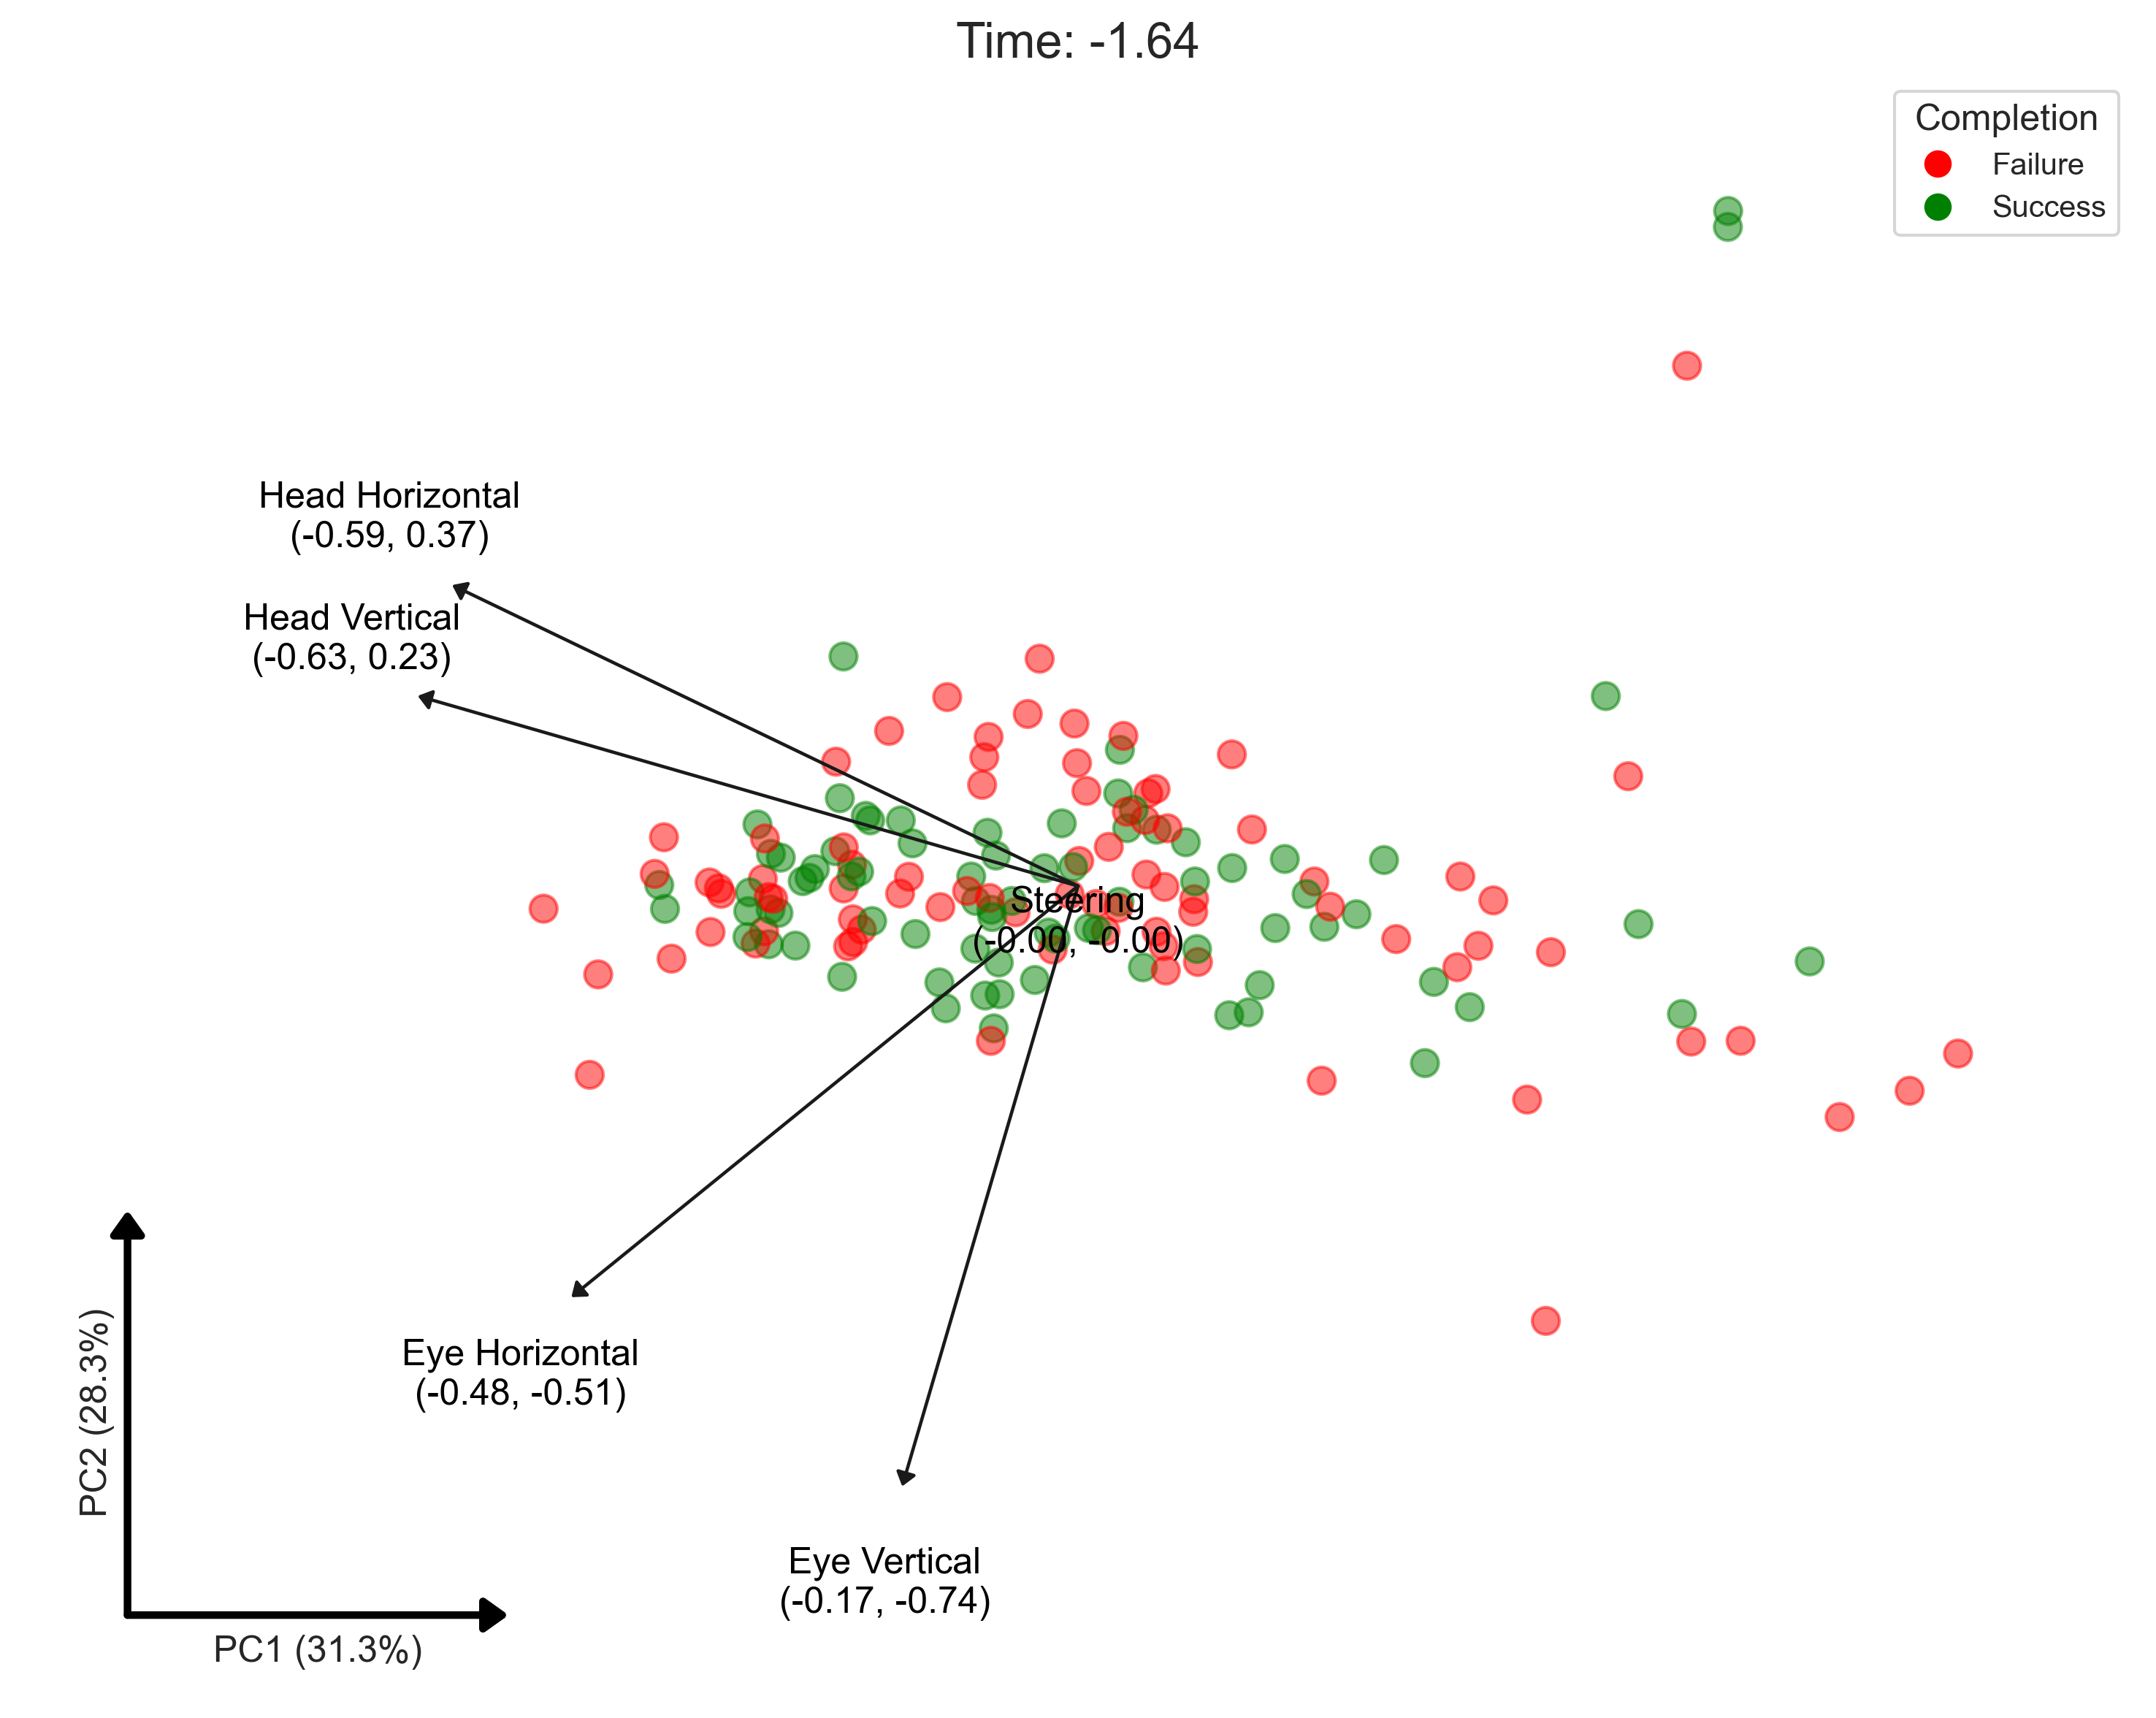 Time: -1.64
Completion
Failure
Success
Head Horizontal
(-0.59, 0.37)
Head Vertical
(-0.63, 0.23)
Steering
(-0.00, -0.00)
Eye Horizontal
(-0.48, -0.51)
Eye Vertical
(-0.17, -0.74)
PC2 (28.3%)
PC1 (31.3%)